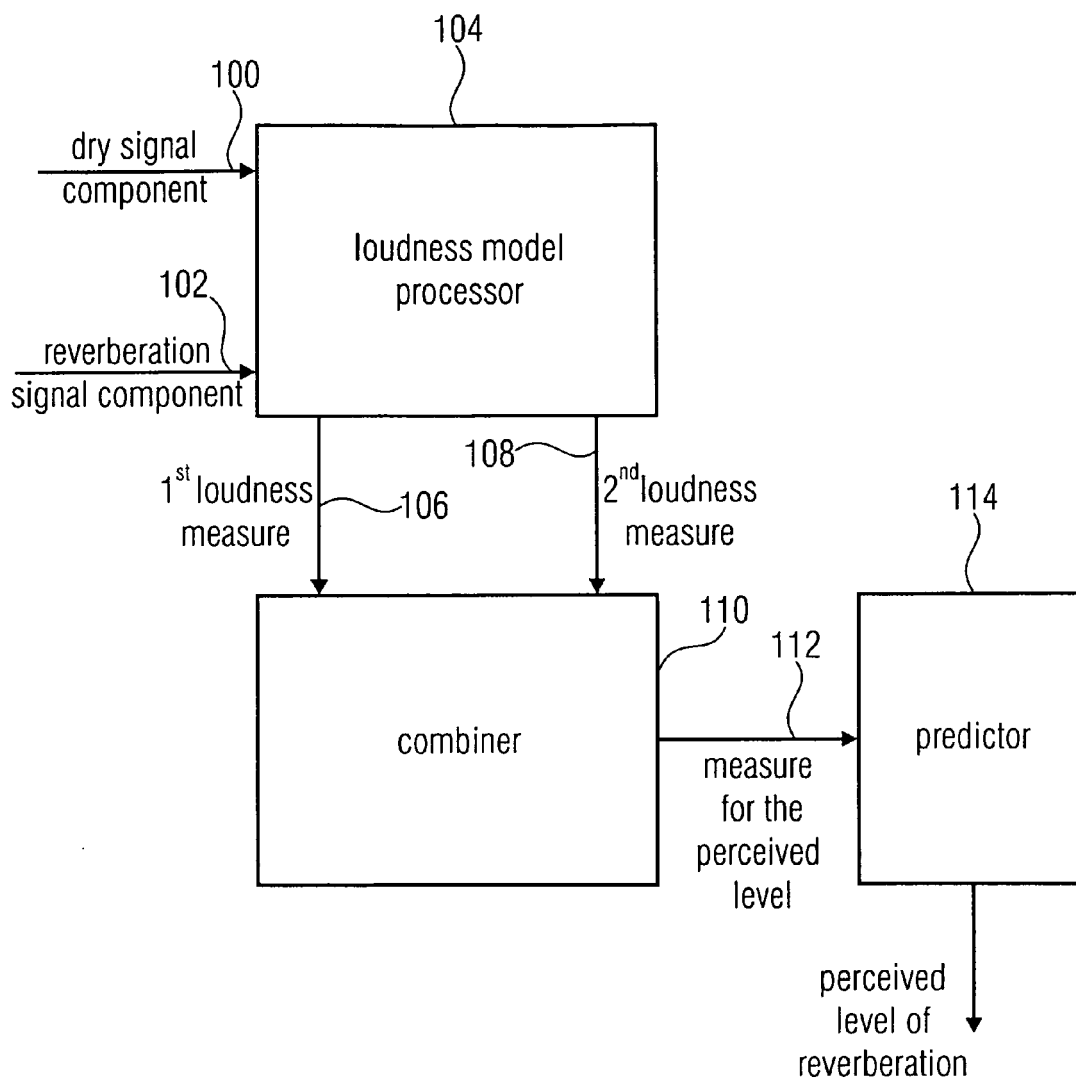 104
100
dry signal
component
loudness model
processor
102
reverberation
signal component
108
1st loudness
measure
106
2nd loudness
measure
114
110
112
combiner
predictor
measure
for the
perceived
level
perceived
level of
reverberation